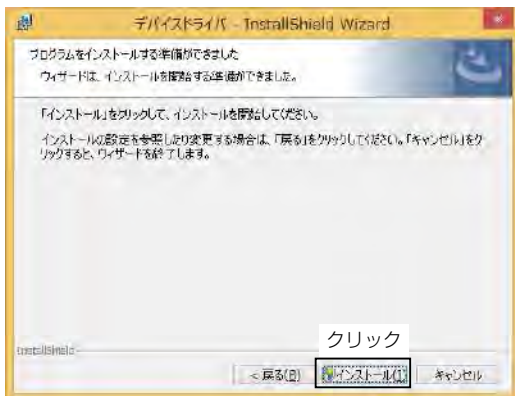 デバイスドライバ - InstallShield Wizard
プログラムをインストールする準備ができました
ウィザードは、インストールを開始する準備ができました。
「インストール」をクリックして、インストールを開始してください。
インストールの設定を参照したり変更する場合は、「戻る」をクリックしてください。「キャンセル」をク
リックすると、ウィザードを終了します。
クリック
InstallShield
< 戻る(B)
インストール(I)
キャンセル